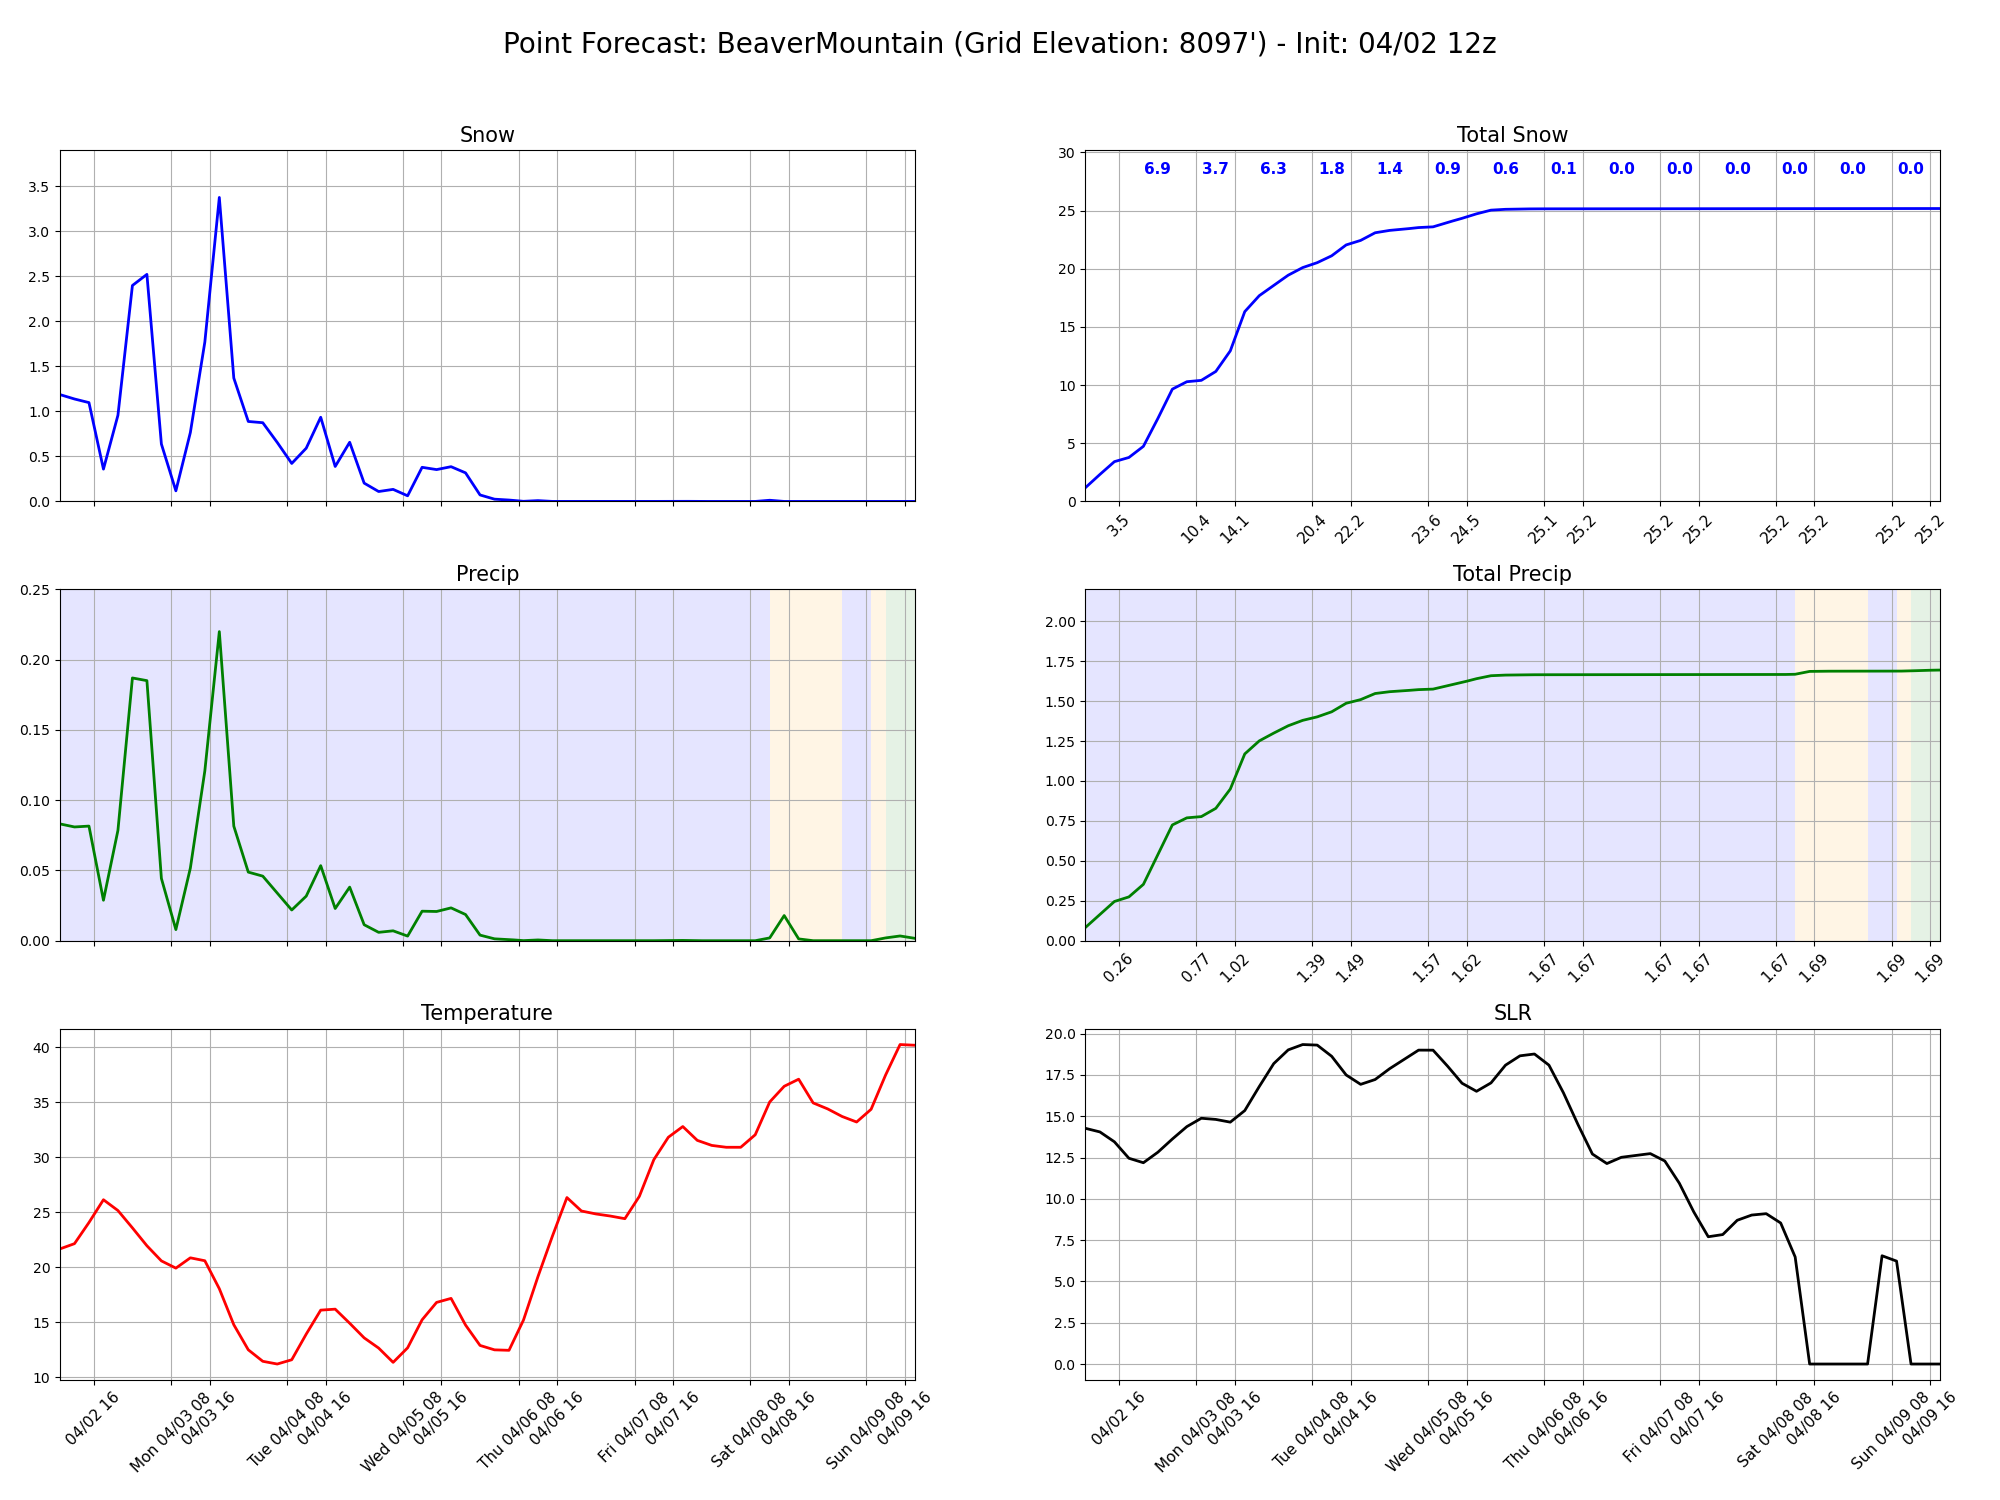 Point Forecast: BeaverMountain (Grid Elevation: 8097') - Init: 04/02 12z
Snow
3.5
3.0
2.5
2.0
1.5
1.0
0.5
0.0
Total Snow
30
25
20
15
10
5
0
6.9 3.7 6.3 1.8 1.4 0.9 0.6 0.1 0.0 0.0 0.0 0.0 0.0 0.0
3.5 10.4 14.1 20.4 22.2 23.6 24.5 25.1 25.2 25.2 25.2 25.2 25.2 25.2 25.2
Precip
0.25
0.20
0.15
0.10
0.05
0.00
Total Precip
2.00
1.75
1.50
1.25
1.00
0.75
0.50
0.25
0.00
0.26 0.77 1.02 1.39 1.49 1.57 1.62 1.67 1.67 1.67 1.67 1.67 1.69 1.69 1.69
Temperature
40
35
30
25
20
15
10
04/02 16
Mon 04/03 08
04/03 16
Tue 04/04 08
04/04 16
Wed 04/05 08
04/05 16
Thu 04/06 08
04/06 16
Fri 04/07 08
04/07 16
Sat 04/08 08
04/08 16
Sun 04/09 08
04/09 16
SLR
20.0
17.5
15.0
12.5
10.0
7.5
5.0
2.5
0.0
04/02 16
Mon 04/03 08
04/03 16
Tue 04/04 08
04/04 16
Wed 04/05 08
04/05 16
Thu 04/06 08
04/06 16
Fri 04/07 08
04/07 16
Sat 04/08 08
04/08 16
Sun 04/09 08
04/09 16